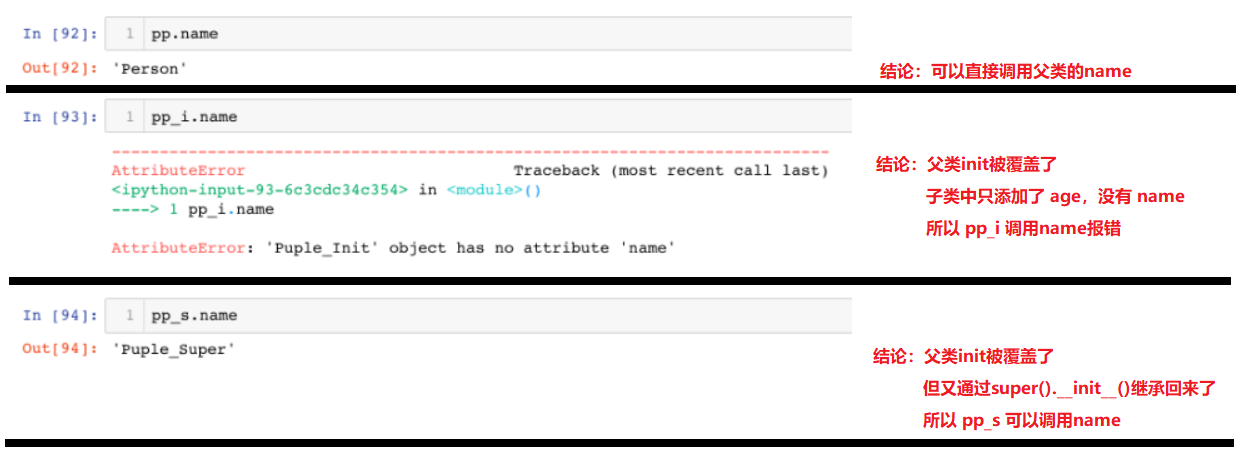 In [92]: 1 pp.name
Out[92]: 'Person'
结论：可以直接调用父类的name
In [93]: 1 pp_i.name
---------------------------------------------------------------------------
AttributeError Traceback (most recent call last)
<ipython-input-93-6c3cdc34c354> in <module>()
----> 1 pp_i.name
AttributeError: 'Puple_Init' object has no attribute 'name'
结论：父类init被覆盖了
子类中只添加了 age，没有 name
所以 pp_i 调用name报错
In [94]: 1 pp_s.name
Out[94]: 'Puple_Super'
结论：父类init被覆盖了
但又通过super().__init__()继承回来了
所以 pp_s 可以调用name